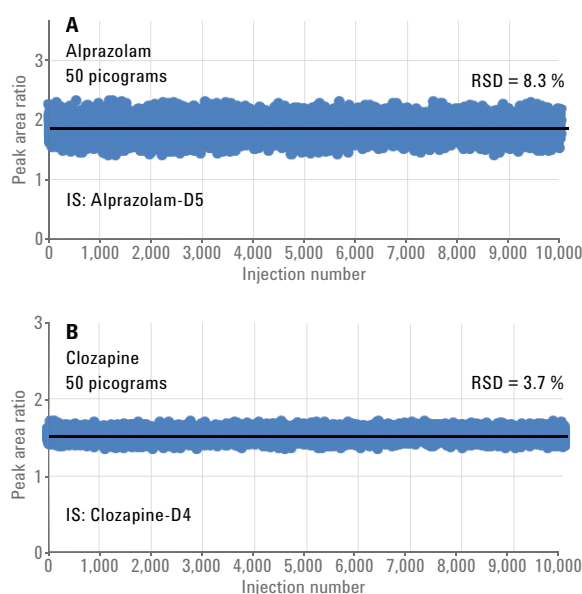 A
Alprazolam
50 picograms
RSD = 8.3 %
Peak area ratio
3
2
1
0
IS: Alprazolam-D5
0 1,000 2,000 3,000 4,000 5,000 6,000 7,000 8,000 9,000 10,000
Injection number
B
Clozapine
50 picograms
RSD = 3.7 %
Peak area ratio
3
2
1
0
IS: Clozapine-D4
0 1,000 2,000 3,000 4,000 5,000 6,000 7,000 8,000 9,000 10,000
Injection number